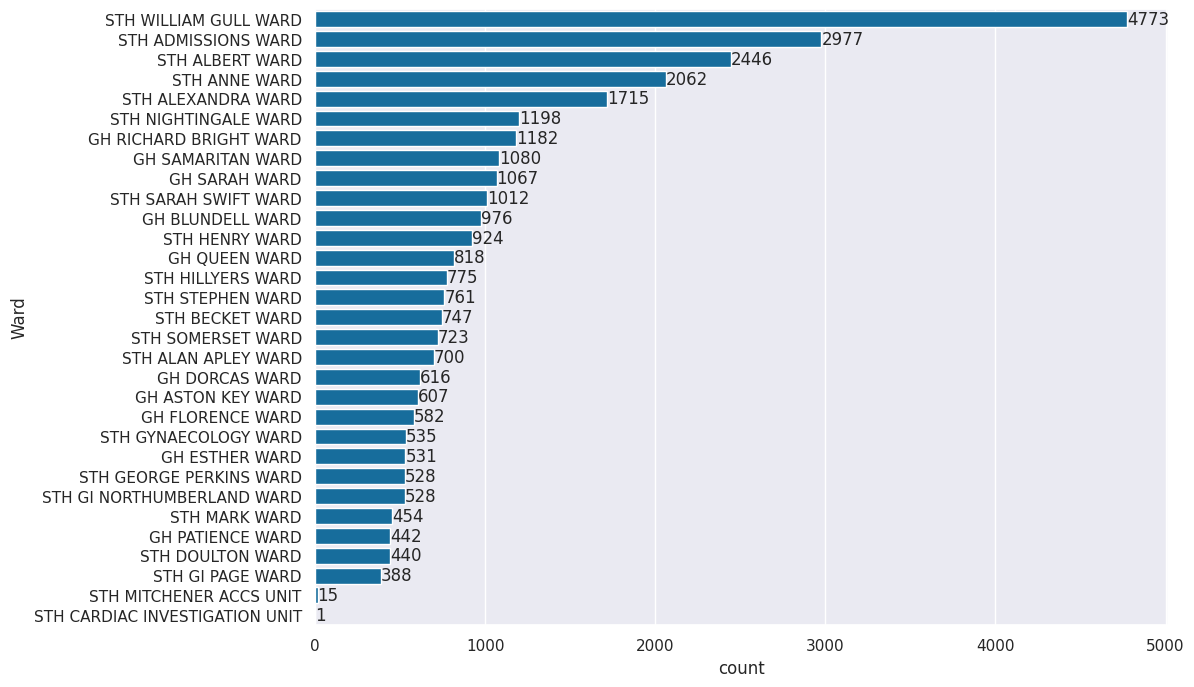 STH WILLIAM GULL WARD 4773
STH ADMISSIONS WARD 2977
STH ALBERT WARD 2446
STH ANNE WARD 2062
STH ALEXANDRA WARD 1715
STH NIGHTINGALE WARD 1198
GH RICHARD BRIGHT WARD 1182
GH SAMARITAN WARD 1080
GH SARAH WARD 1067
STH SARAH SWIFT WARD 1012
GH BLUNDELL WARD 976
STH HENRY WARD 924
GH QUEEN WARD 818
STH HILLYERS WARD 775
STH STEPHEN WARD 761
STH BECKET WARD 747
STH SOMERSET WARD 723
STH ALAN APLEY WARD 700
GH DORCAS WARD 616
GH ASTON KEY WARD 607
GH FLORENCE WARD 582
STH GYNAECOLOGY WARD 535
GH ESTHER WARD 531
STH GEORGE PERKINS WARD 528
STH GI NORTHUMBERLAND WARD 528
STH MARK WARD 454
GH PATIENCE WARD 442
STH DOULTON WARD 440
STH GI PAGE WARD 388
STH MITCHENER ACCS UNIT 15
STH CARDIAC INVESTIGATION UNIT 1
Ward
0 1000 2000 3000 4000 5000
count